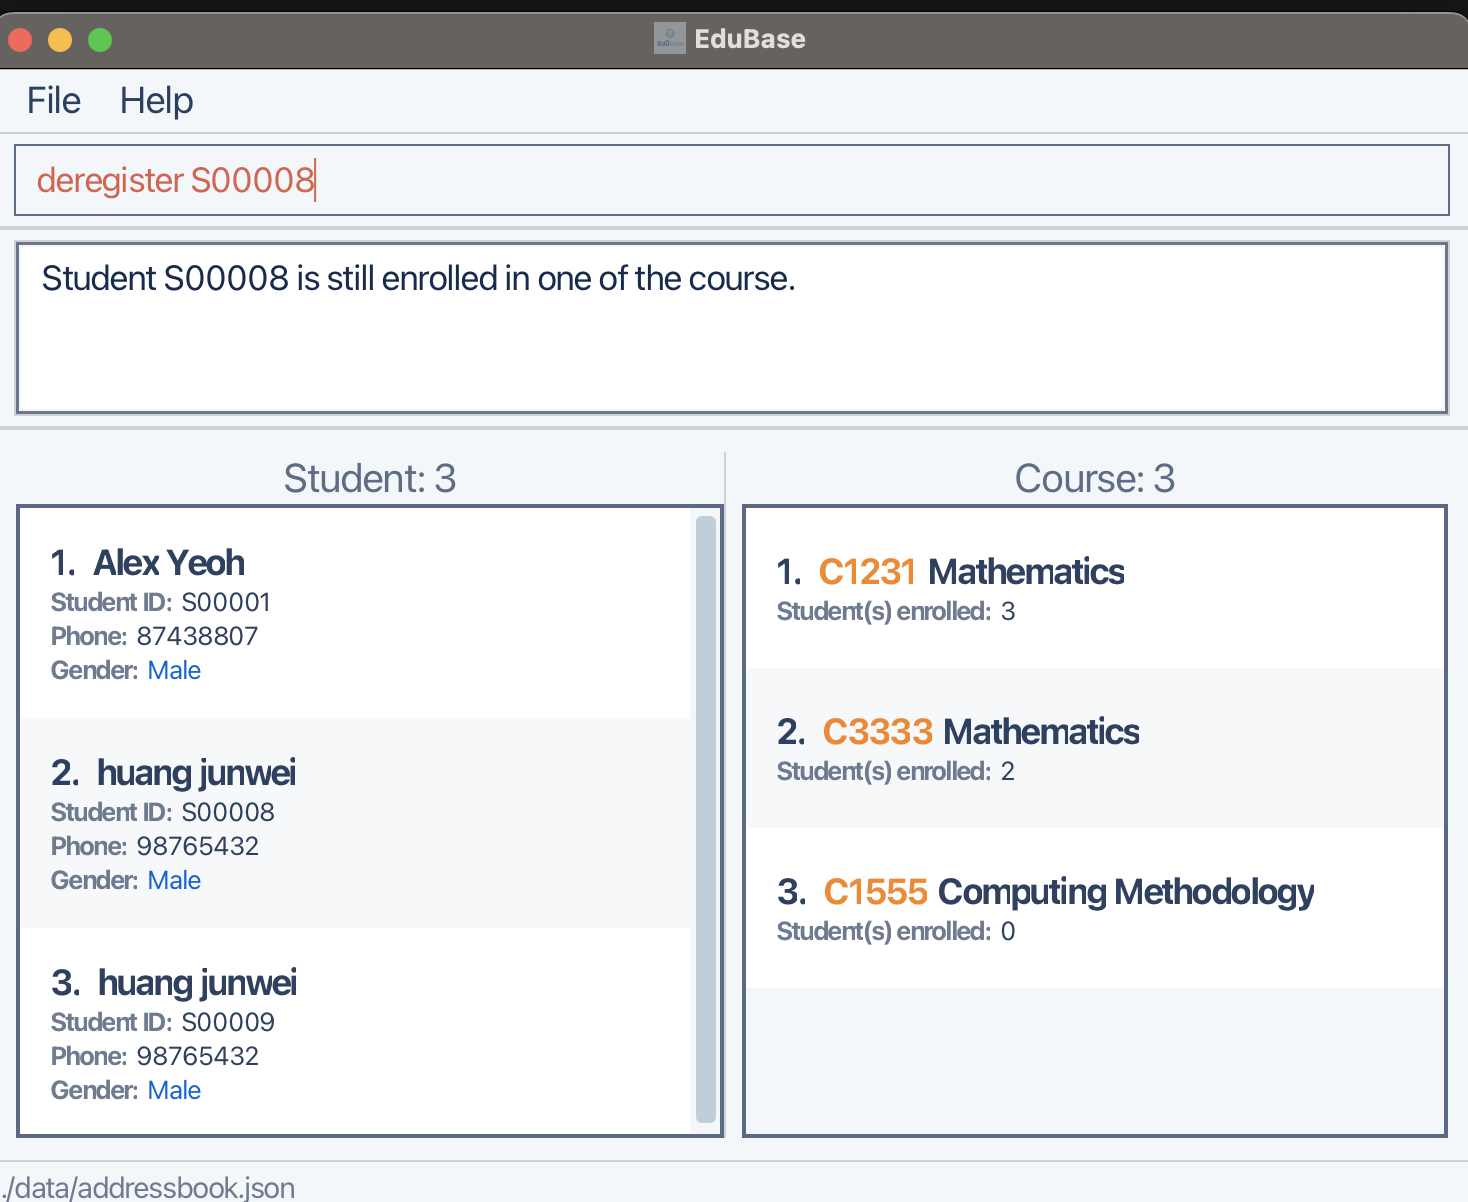 EduBase
File Help
deregister S00008
Student S00008 is still enrolled in one of the course.
Student: 3
1. Alex Yeoh
Student ID: S00001
Phone: 87438807
Gender: Male
2. huang junwei
Student ID: S00008
Phone: 98765432
Gender: Male
3. huang junwei
Student ID: S00009
Phone: 98765432
Gender: Male
Course: 3
1. C1231 Mathematics
Student(s) enrolled: 3
2. C3333 Mathematics
Student(s) enrolled: 2
3. C1555 Computing Methodology
Student(s) enrolled: 0
./data/addressbook.json